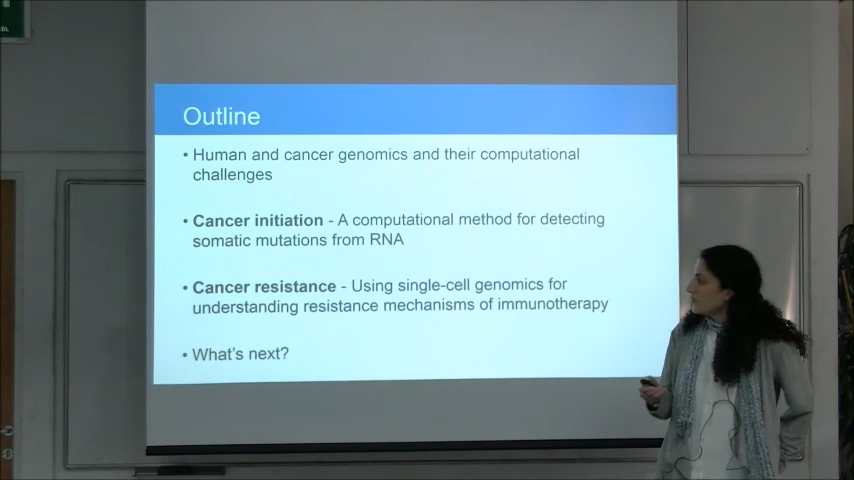 Outline
• Human and cancer genomics and their computational
challenges
• Cancer initiation - A computational method for detecting
somatic mutations from RNA
• Cancer resistance - Using single-cell genomics for
understanding resistance mechanisms of immunotherapy
• What's next?